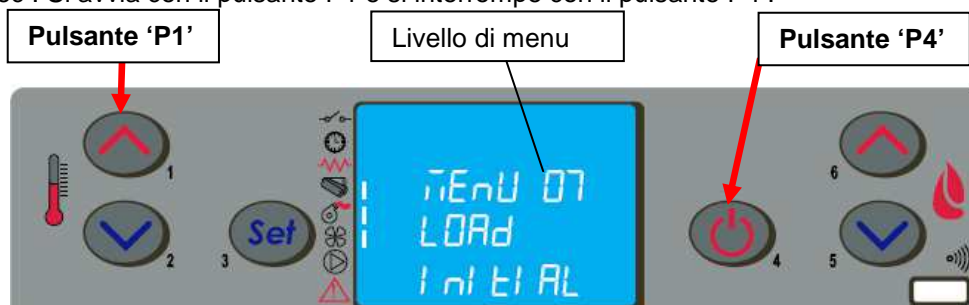 Pulsante ‘P1’
Livello di menu
Pulsante ‘P4’
1
2
3
Set
MEnU 07
LOAd
InItIAL
4
5
6